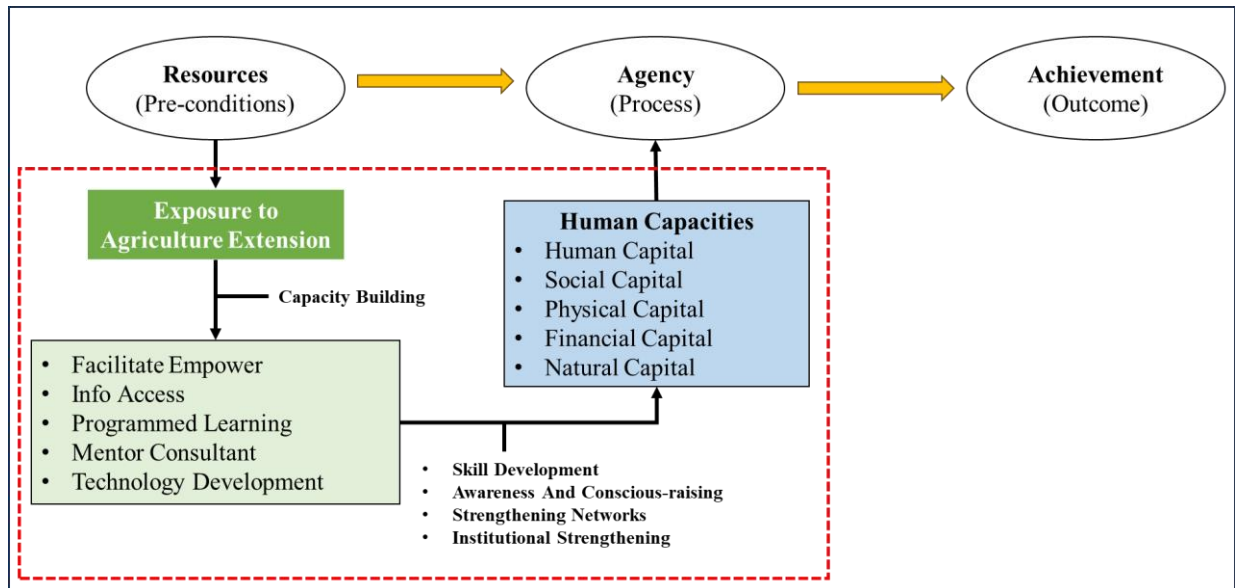 Resources
(Pre-conditions)
Agency
(Process)
Achievement
(Outcome)
Exposure to
Agriculture Extension
Capacity Building
• Facilitate Empower
• Info Access
• Programmed Learning
• Mentor Consultant
• Technology Development
Human Capacities
• Human Capital
• Social Capital
• Physical Capital
• Financial Capital
• Natural Capital
• Skill Development
• Awareness And Conscious-raising
• Strengthening Networks
• Institutional Strengthening